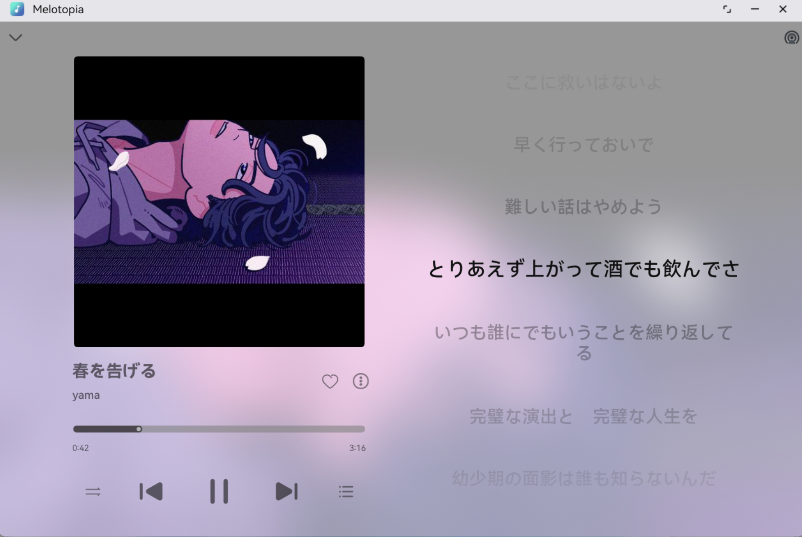 Melotopia
ここに救いはないよ
早く行っておいで
難しい話はやめよう
とりあえず上がって酒でも飲んでさ
いつも誰にでもいうことを繰り返して
る
完璧な演出と　完璧な人生を
幼少期の面影は誰も知らないんだ
春を告げる
yama
0:42
3:16